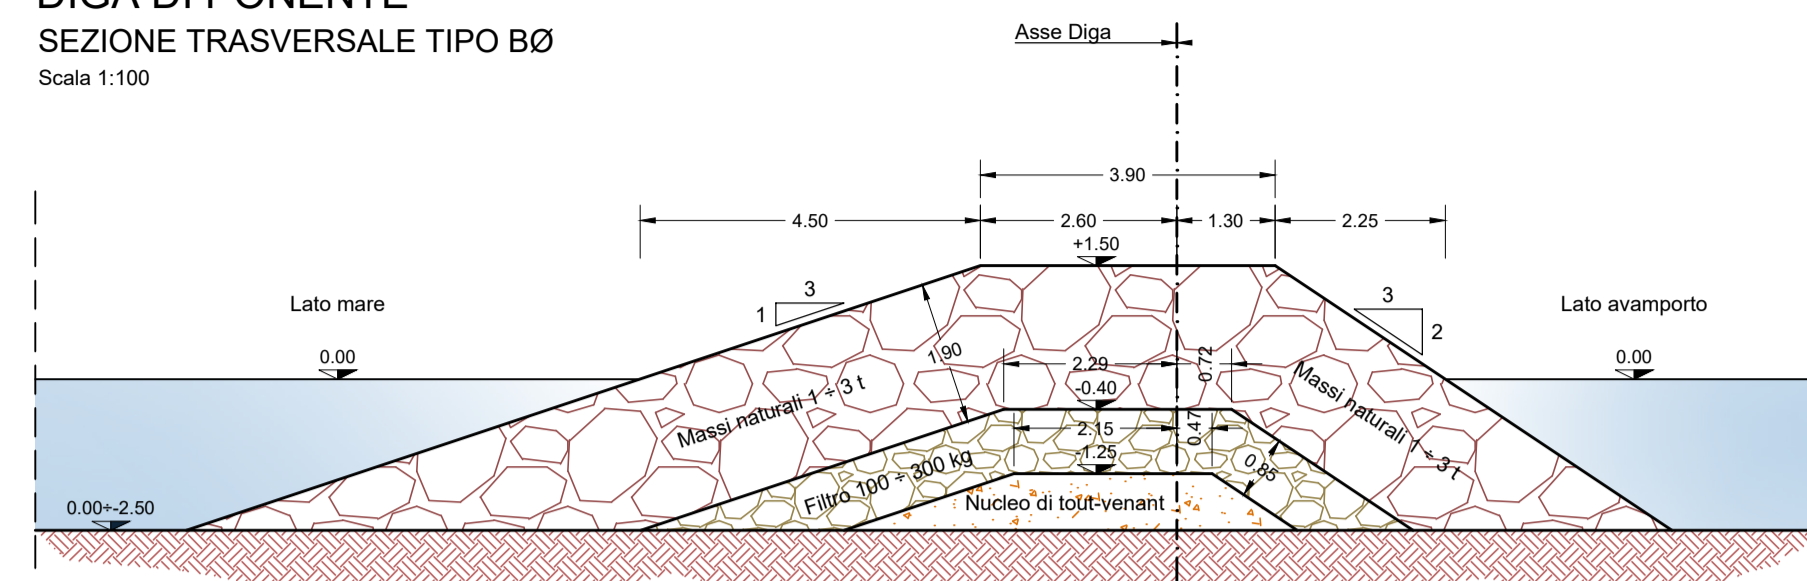 DIGA DI PONENTE
SEZIONE TRASVERSALE TIPO BØ
Scala 1:100
Asse Diga
3.90
4.50
2.60
1.30
2.25
+1.50
3
1
3
2
Lato mare
Lato avamporto
0.00
0.00
1.90
2.29
0.72
-0.40
Massi naturali 1 ÷ 3 t
Massi naturali 1 ÷ 3 t
2.15
0.47
-1.25
0.85
Filtro 100 ÷ 300 kg
Nucleo di tout-venant
0.00÷-2.50